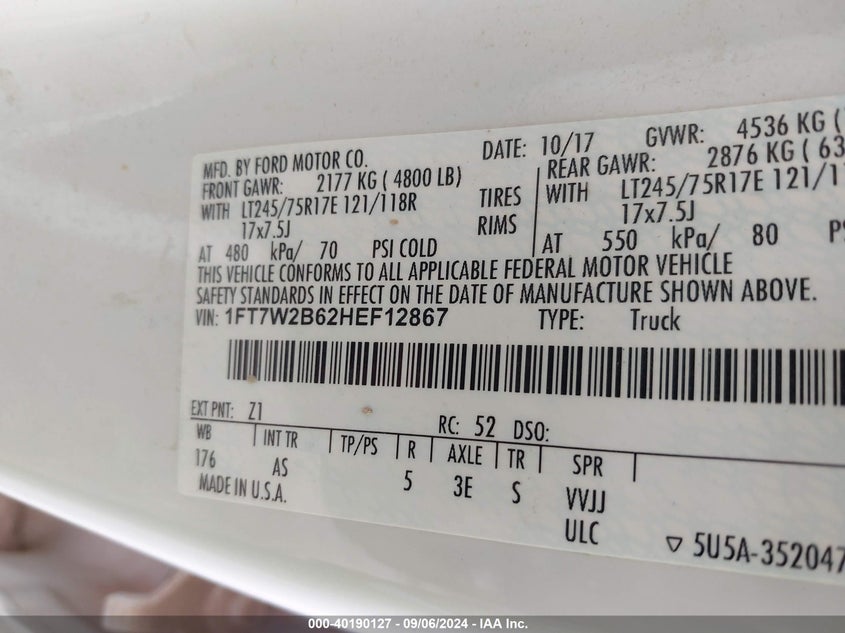 MFD. BY FORD MOTOR CO. DATE: 10/17 GVWR: 4536 KG (
FRONT GAWR: 2177 KG ( 4800 LB) REAR GAWR: 2876 KG ( 63
WITH LT245/75R17E 121/118R TIRES WITH LT245/75R17E 121/1
17x7.5J RIMS 17x7.5J
AT 480 kPa/ 70 PSI COLD AT 550 kPa/ 80
THIS VEHICLE CONFORMS TO ALL APPLICABLE FEDERAL MOTOR VEHICLE
SAFETY STANDARDS IN EFFECT ON THE DATE OF MANUFACTURE SHOWN ABOVE.
VIN: 1FT7W2B62HEF12867 TYPE: Truck
EXT PNT: Z1 RC: 52 DSO:
WB INT TR TP/PS R AXLE TR SPR
176 AS 5 3E S VVJJ
MADE IN U.S.A. ULC
▽ 5U5A-352047
000-40190127 - 09/06/2024 - IAA Inc.